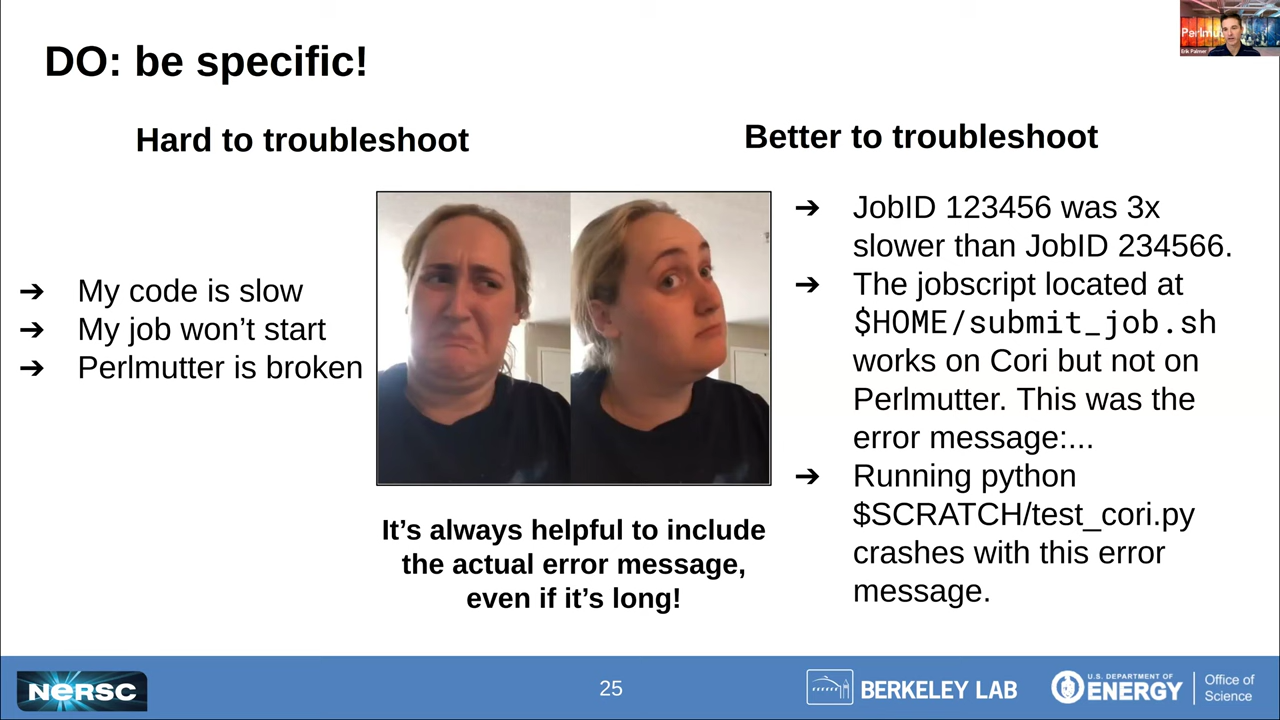 DO: be specific!
Hard to troubleshoot
➔ My code is slow
➔ My job won’t start
➔ Perlmutter is broken
It’s always helpful to include
the actual error message,
even if it’s long!
Better to troubleshoot
➔ JobID 123456 was 3x
slower than JobID 234566.
➔ The jobscript located at
$HOME/submit_job.sh
works on Cori but not on
Perlmutter. This was the
error message:...
➔ Running python
$SCRATCH/test_cori.py
crashes with this error
message.
Perlmu
Erik Palmer
NERSC
25
BERKELEY LAB
U.S. DEPARTMENT OF
ENERGY
Office of
Science